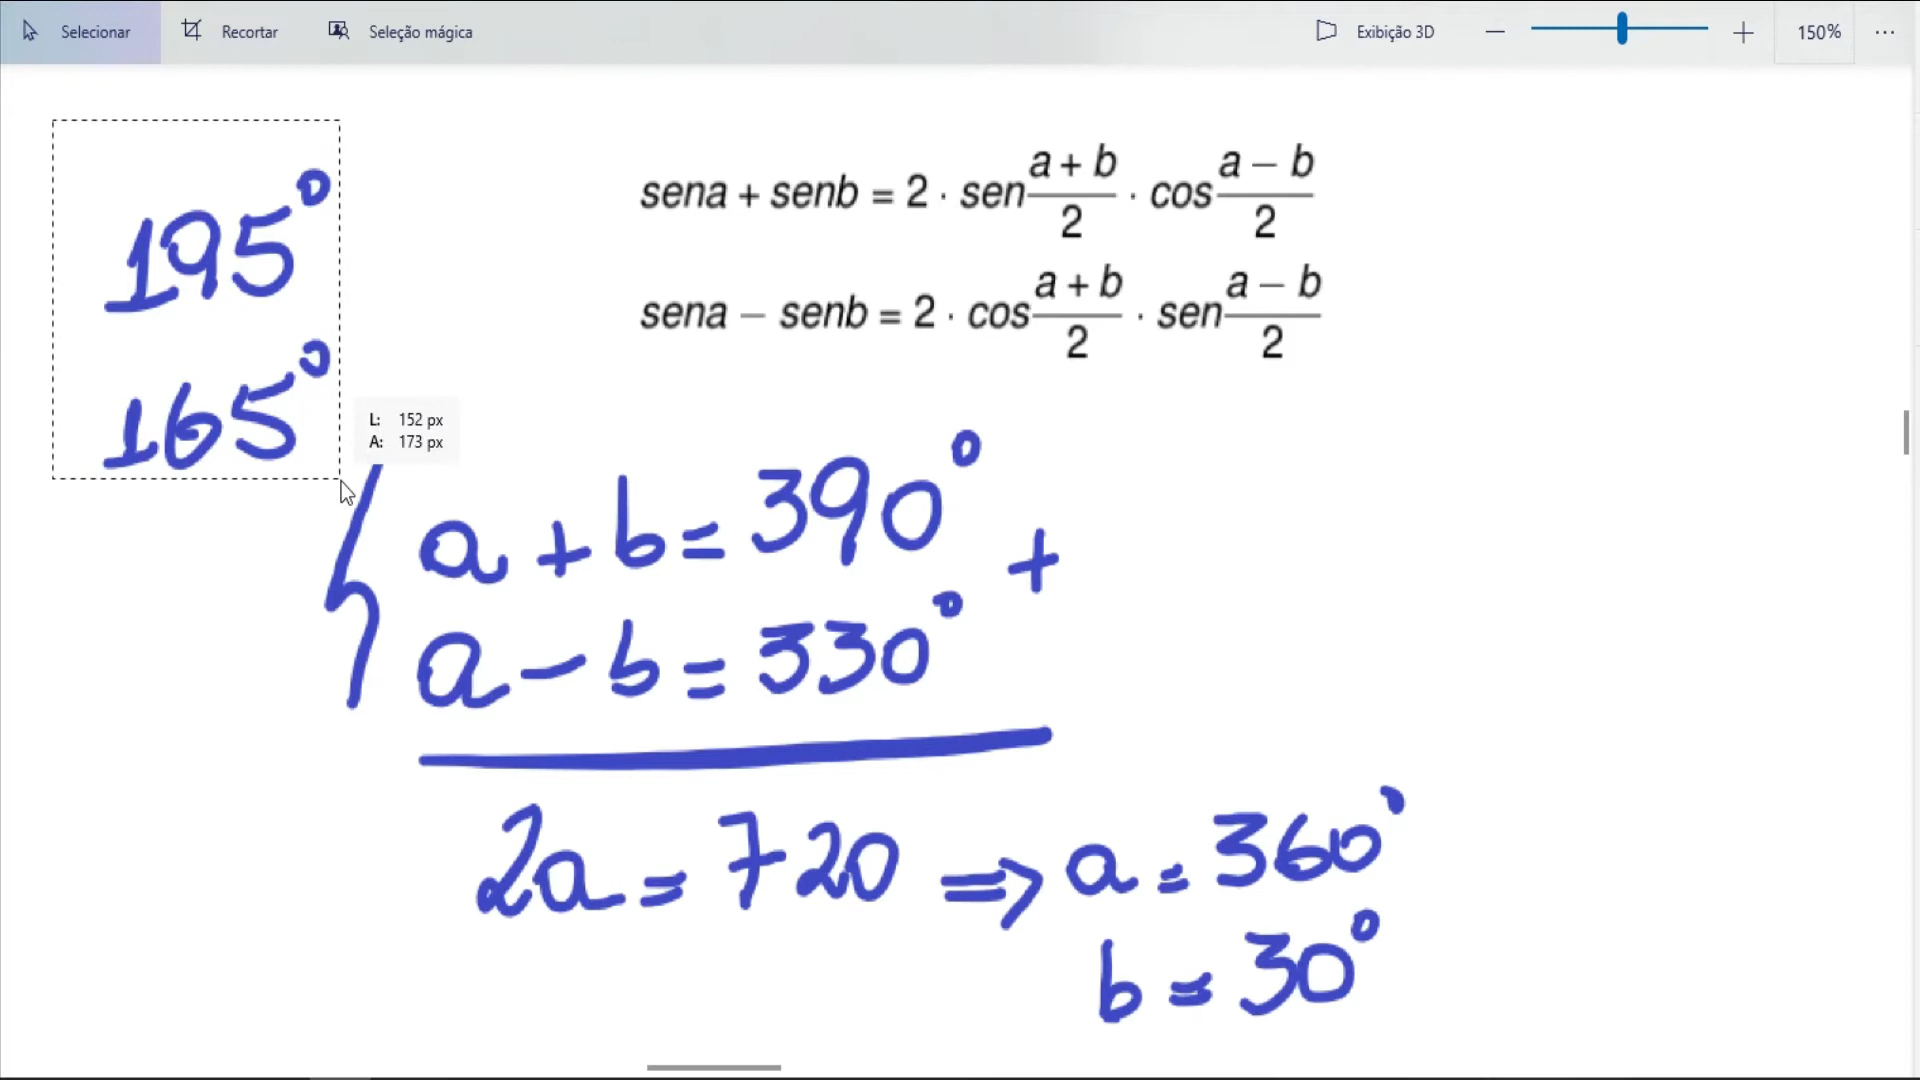 Selecionar Recortar Seleção mágica Exibição 3D — + 150% ...
sena + senb = 2 · sen (a + b)/2 · cos (a − b)/2
sena − senb = 2 · cos (a + b)/2 · sen (a − b)/2
195°
165°
L: 152 px
A: 173 px
a + b = 390° +
a − b = 330°
2a = 720 => a = 360°
b = 30°